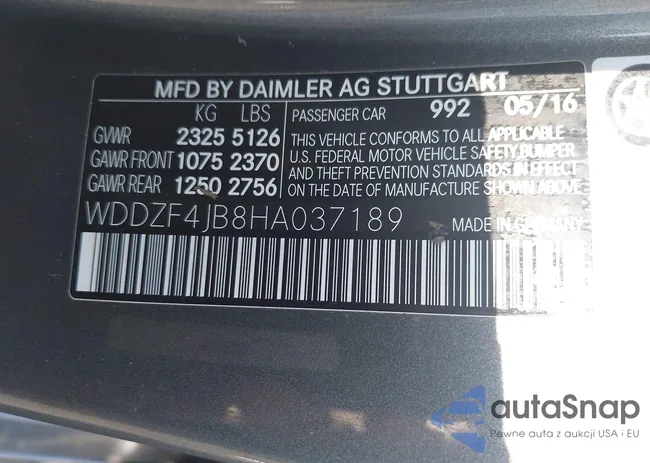 MFD BY DAIMLER AG STUTTGART
KG LBS PASSENGER CAR 992 05/16
GVWR 2325 5126
GAWR FRONT 1075 2370
GAWR REAR 1250 2756
THIS VEHICLE CONFORMS TO ALL APPLICABLE
U.S. FEDERAL MOTOR VEHICLE SAFETY, BUMPER
AND THEFT PREVENTION STANDARDS IN EFFECT
ON THE DATE OF MANUFACTURE SHOWN ABOVE
WDDZF4JB8HA037189
MADE IN GERMANY
autaSnap
Pewne auta z aukcji USA i EU